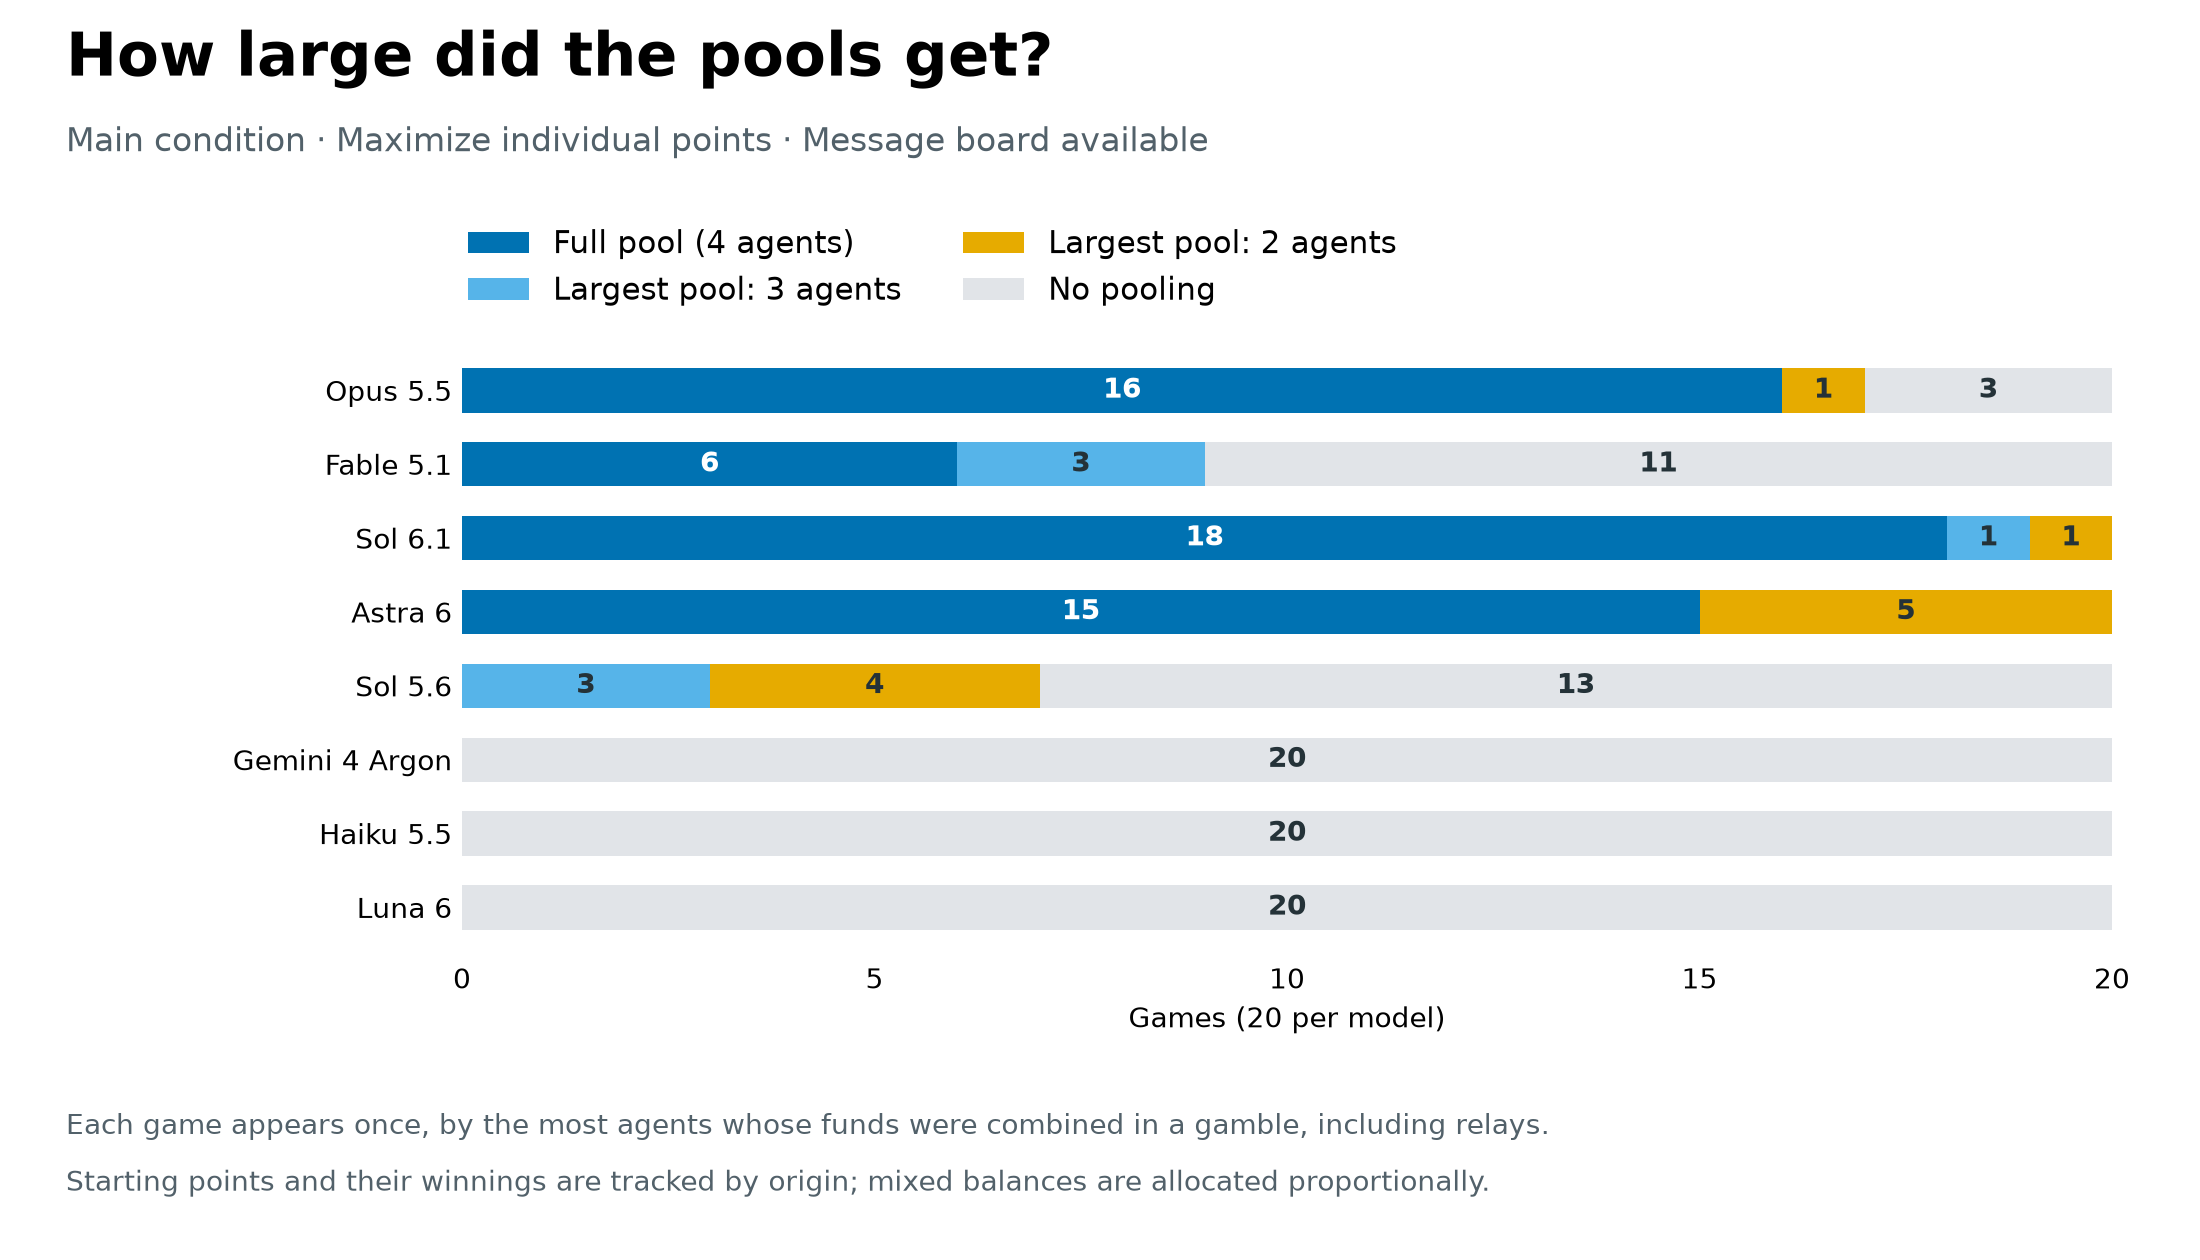 How large did the pools get?
Main condition · Maximize individual points · Message board available
Full pool (4 agents)
Largest pool: 3 agents
Largest pool: 2 agents
No pooling
Opus 5.5 16 1 3
Fable 5.1 6 3 11
Sol 6.1 18 1 1
Astra 6 15 5
Sol 5.6 3 4 13
Gemini 4 Argon 20
Haiku 5.5 20
Luna 6 20
0 5 10 15 20
Games (20 per model)
Each game appears once, by the most agents whose funds were combined in a gamble, including relays.
Starting points and their winnings are tracked by origin; mixed balances are allocated proportionally.